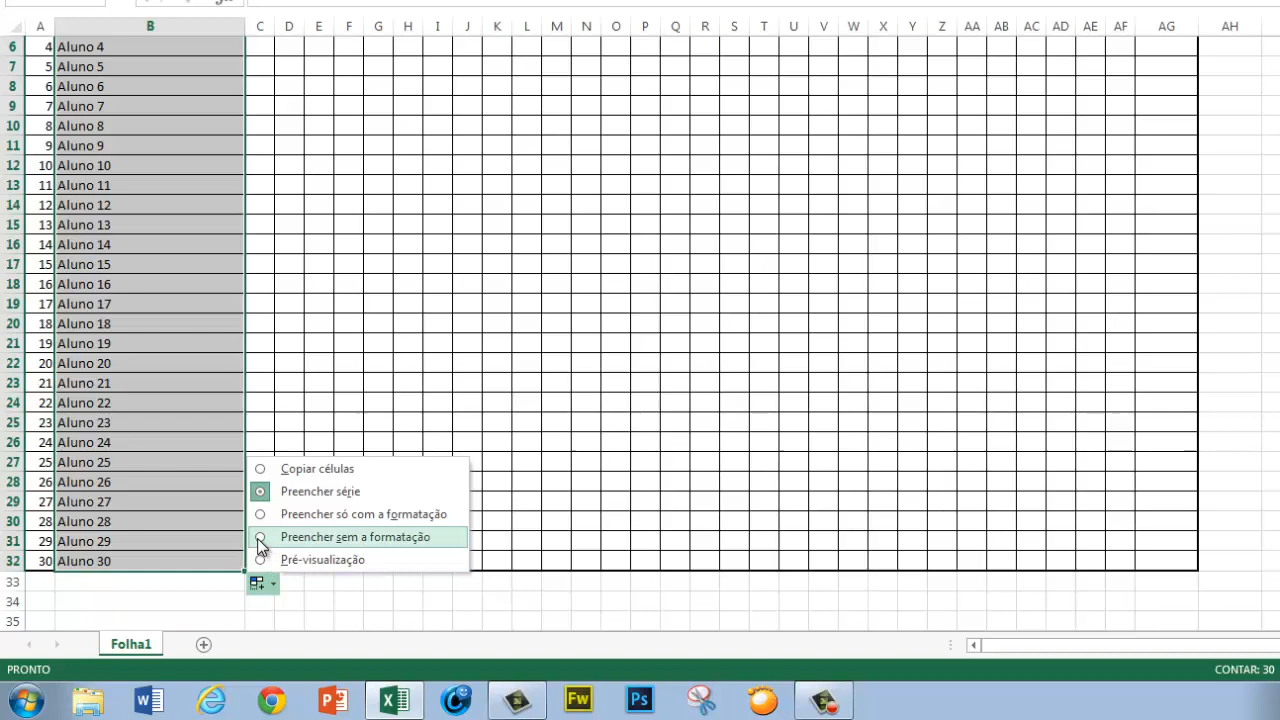 A B C D E F G H I J K L M N O P Q R S T U V W X Y Z AA AB AC AD AE AF AG AH
6 4 Aluno 4
7 5 Aluno 5
8 6 Aluno 6
9 7 Aluno 7
10 8 Aluno 8
11 9 Aluno 9
12 10 Aluno 10
13 11 Aluno 11
14 12 Aluno 12
15 13 Aluno 13
16 14 Aluno 14
17 15 Aluno 15
18 16 Aluno 16
19 17 Aluno 17
20 18 Aluno 18
21 19 Aluno 19
22 20 Aluno 20
23 21 Aluno 21
24 22 Aluno 22
25 23 Aluno 23
26 24 Aluno 24
27 25 Aluno 25
28 26 Aluno 26
29 27 Aluno 27
30 28 Aluno 28
31 29 Aluno 29
32 30 Aluno 30
33
34
35
Copiar células
Preencher série
Preencher só com a formatação
Preencher sem a formatação
Pré-visualização
Folha1
PRONTO
CONTAR: 30
Fw
Ps